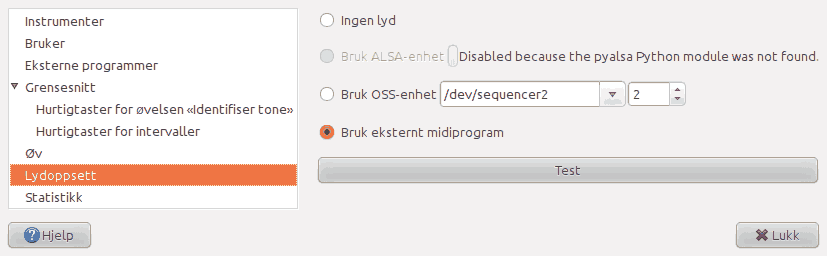 Instrumenter
Bruker
Eksterne programmer
Grensesnitt
Hurtigtaster for øvelsen «Identifiser tone»
Hurtigtaster for intervaller
Øv
Lydoppsett
Statistikk
Ingen lyd
Bruk ALSA-enhet Disabled because the pyalsa Python module was not found.
Bruk OSS-enhet /dev/sequencer2 2
Bruk eksternt midiprogram
Test
Hjelp
Lukk